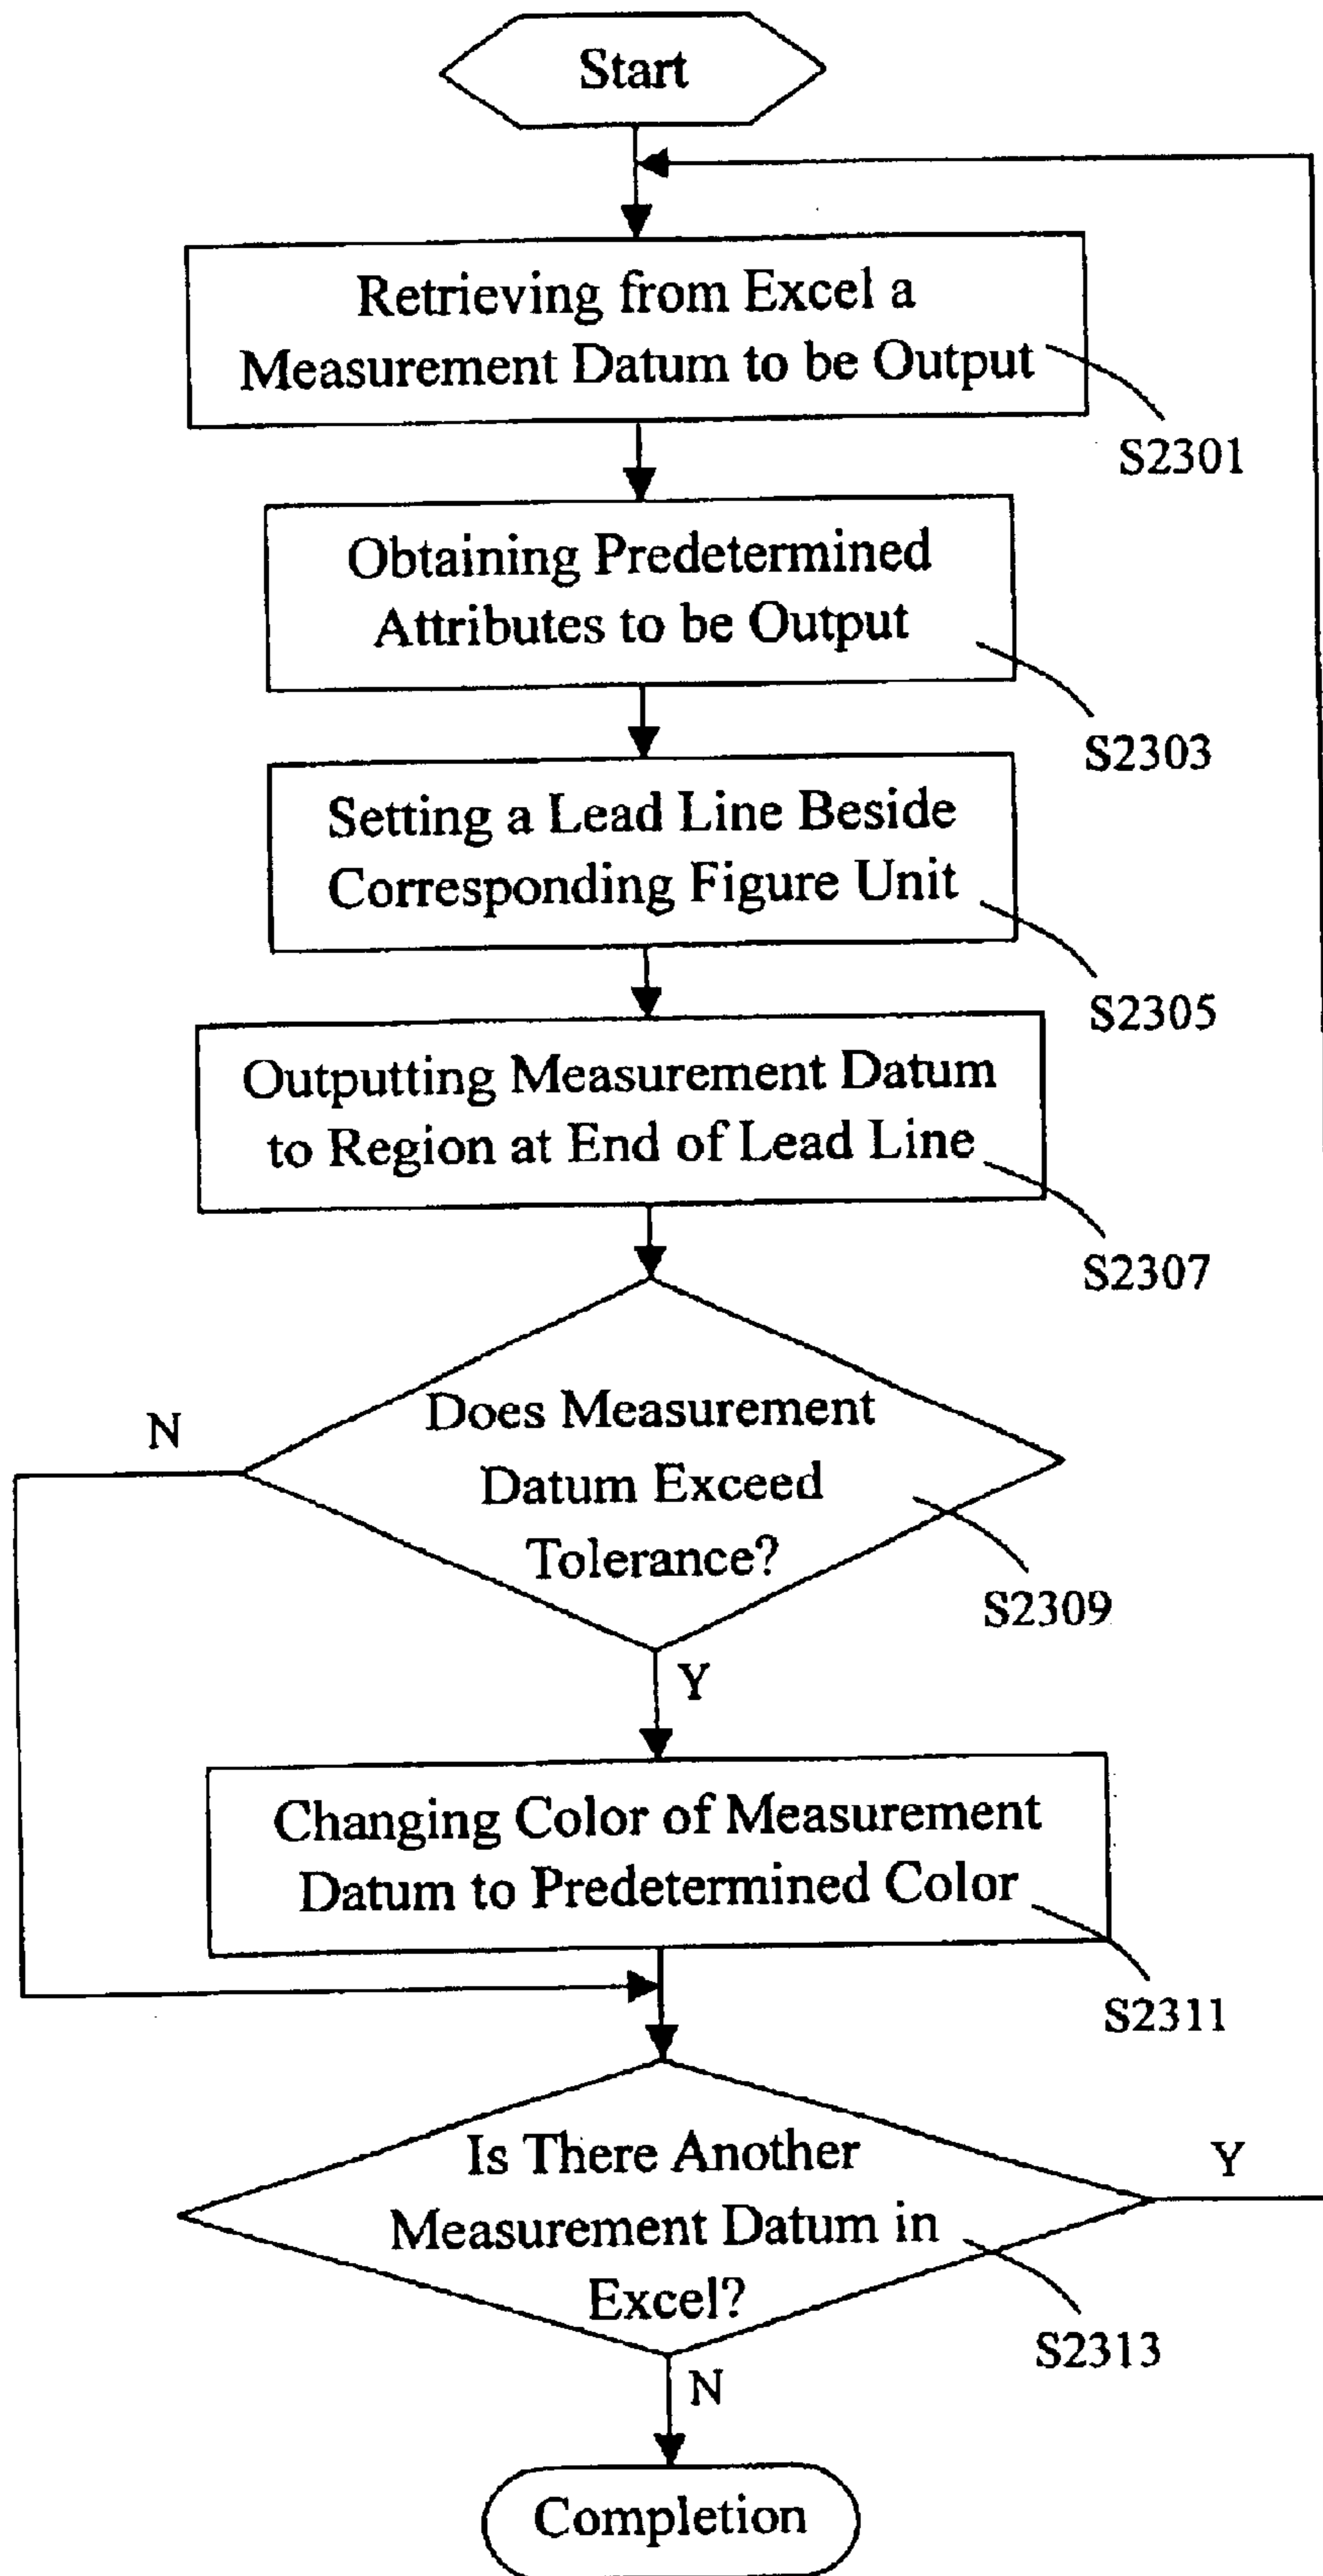 Start
Retrieving from Excel a
Measurement Datum to be Output
S2301
Obtaining Predetermined
Attributes to be Output
S2303
Setting a Lead Line Beside
Corresponding Figure Unit
S2305
Outputting Measurement Datum
to Region at End of Lead Line
S2307
N
Does Measurement
Datum Exceed
Tolerance?
S2309
Y
Changing Color of Measurement
Datum to Predetermined Color
S2311
Is There Another
Measurement Datum in
Excel?
Y
S2313
N
Completion